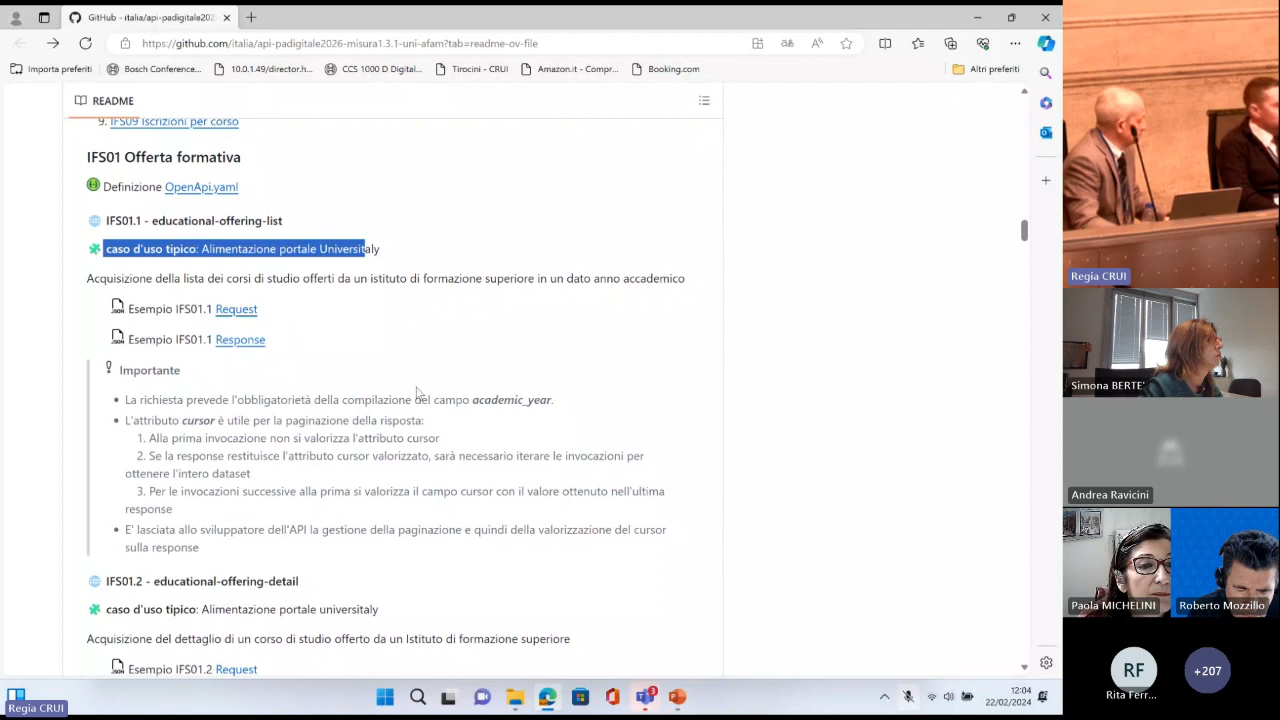 GitHub - italia/api-padigitale202
https://github.com/italia/api-padigitale2026-misura1.3.1-uni-afam?tab=readme-ov-file
Importa preferiti
Bosch Conference...
10.0.1.49/director.h...
CCS 1000 D Digital...
Tirocini - CRUI
Amazon.it - Compr...
Booking.com
Altri preferiti
README
9. IFS09 Iscrizioni per corso
IFS01 Offerta formativa
Definizione OpenApi.yaml
IFS01.1 - educational-offering-list
caso d'uso tipico: Alimentazione portale Universitaly
Acquisizione della lista dei corsi di studio offerti da un istituto di formazione superiore in un dato anno accademico
JSON Esempio IFS01.1 Request
JSON Esempio IFS01.1 Response
Importante
• La richiesta prevede l'obbligatorietà della compilazione del campo academic_year.
• L'attributo cursor è utile per la paginazione della risposta:
1. Alla prima invocazione non si valorizza l'attributo cursor
2. Se la response restituisce l'attributo cursor valorizzato, sarà necessario iterare le invocazioni per
ottenere l'intero dataset
3. Per le invocazioni successive alla prima si valorizza il campo cursor con il valore ottenuto nell'ultima
response
• E' lasciata allo sviluppatore dell'API la gestione della paginazione e quindi della valorizzazione del cursor
sulla response
IFS01.2 - educational-offering-detail
caso d'uso tipico: Alimentazione portale universitaly
Acquisizione del dettaglio di un corso di studio offerto da un Istituto di formazione superiore
JSON Esempio IFS01.2 Request
12:04
22/02/2024
Regia CRUI
Regia CRUI
Simona BERTE'
Andrea Ravicini
Paola MICHELINI
Roberto Mozzillo
RF
Rita Ferr...
+207